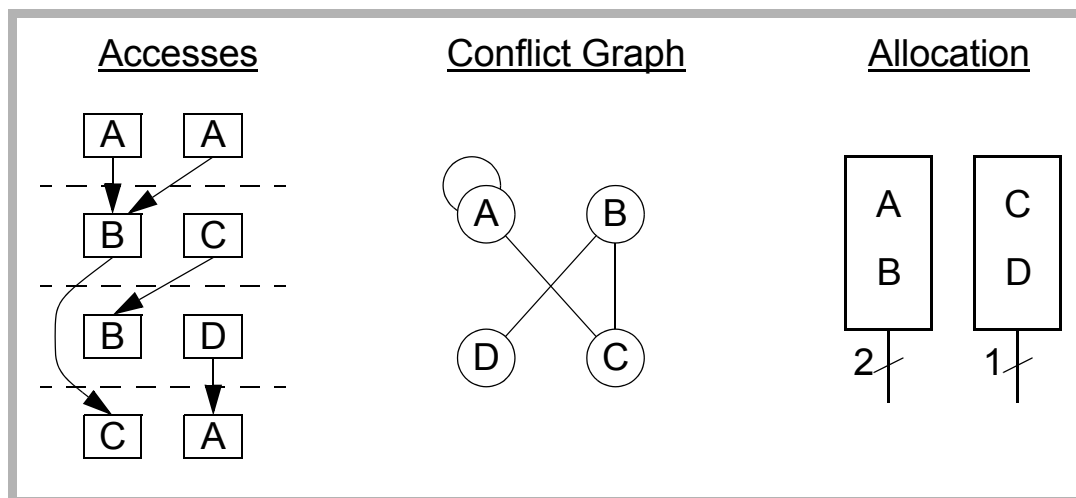 Accesses Conflict Graph Allocation
A A
B C
B D
C A
A B
D C
A
B
2
C
D
1